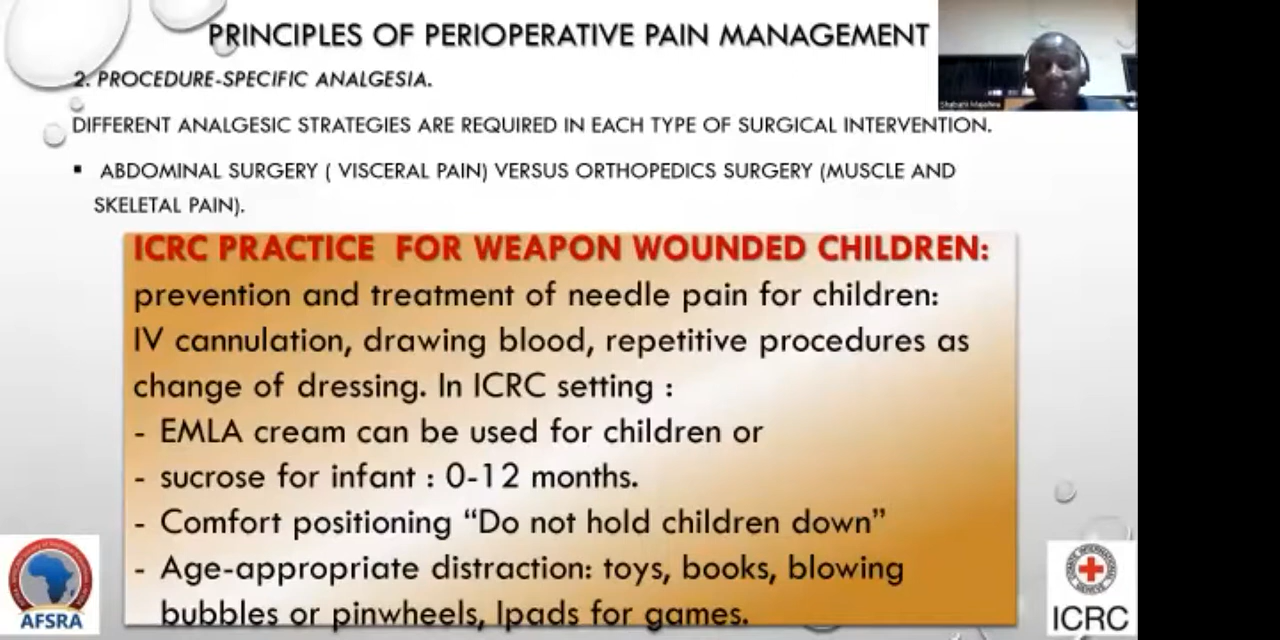 PRINCIPLES OF PERIOPERATIVE PAIN MANAGEMENT
2. PROCEDURE-SPECIFIC ANALGESIA.
DIFFERENT ANALGESIC STRATEGIES ARE REQUIRED IN EACH TYPE OF SURGICAL INTERVENTION.
▪ ABDOMINAL SURGERY ( VISCERAL PAIN) VERSUS ORTHOPEDICS SURGERY (MUSCLE AND
SKELETAL PAIN).
ICRC PRACTICE FOR WEAPON WOUNDED CHILDREN:
prevention and treatment of needle pain for children:
IV cannulation, drawing blood, repetitive procedures as
change of dressing. In ICRC setting :
- EMLA cream can be used for children or
- sucrose for infant : 0-12 months.
- Comfort positioning “Do not hold children down”
- Age-appropriate distraction: toys, books, blowing
bubbles or pinwheels, Ipads for games.
AFSRA
COMITE INTERNATIONAL
GENEVE
ICRC